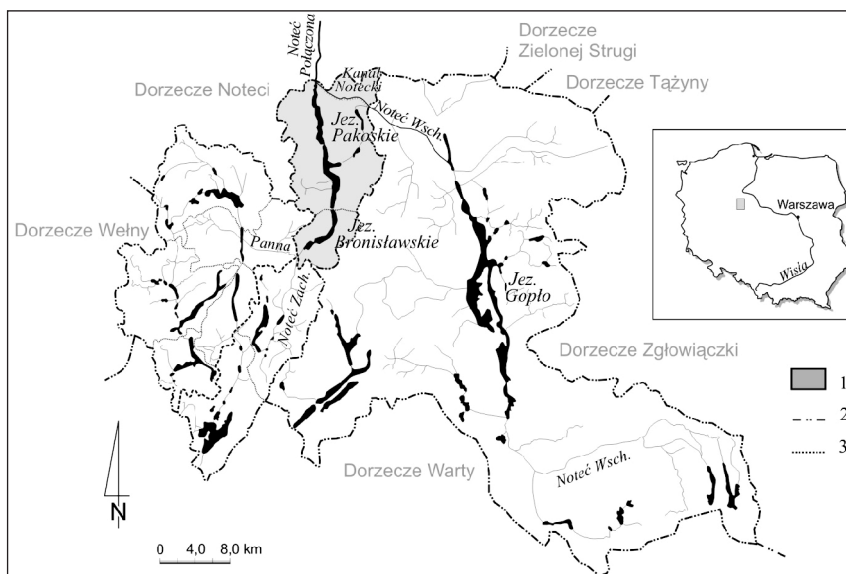 Noteć
Połączona
Dorzecze
Zielonej Strugi
Dorzecze Noteci
Kanał
Notecki
Dorzecze Tążyny
Noteć Wsch.
Jez.
Pakoskie
Warszawa
Wisła
Dorzecze Wełny
Panna
Jez.
Bronisławskie
Noteć Zach.
Jez.
Gopło
Dorzecze Zgłowiączki
1
2
3
Dorzecze Warty
Noteć Wsch.
N
0 4,0 8,0 km